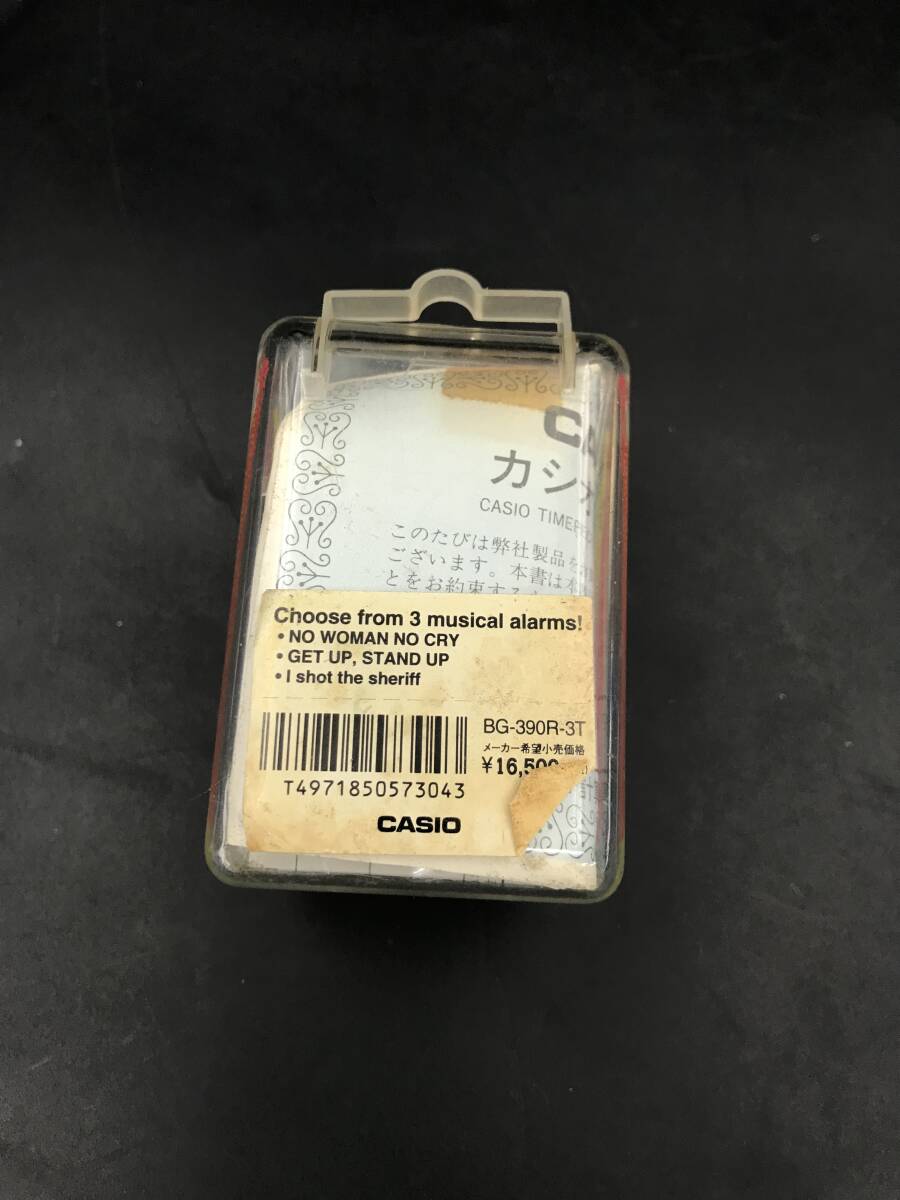 カシオ
CASIO
このたびは弊社製品を
ございます。本書は本
とをお約束する
Choose from 3 musical alarms!
• NO WOMAN NO CRY
• GET UP, STAND UP
• I shot the sheriff
BG-390R-3T
メーカー希望小売価格
¥16,500
T4971850573043
CASIO